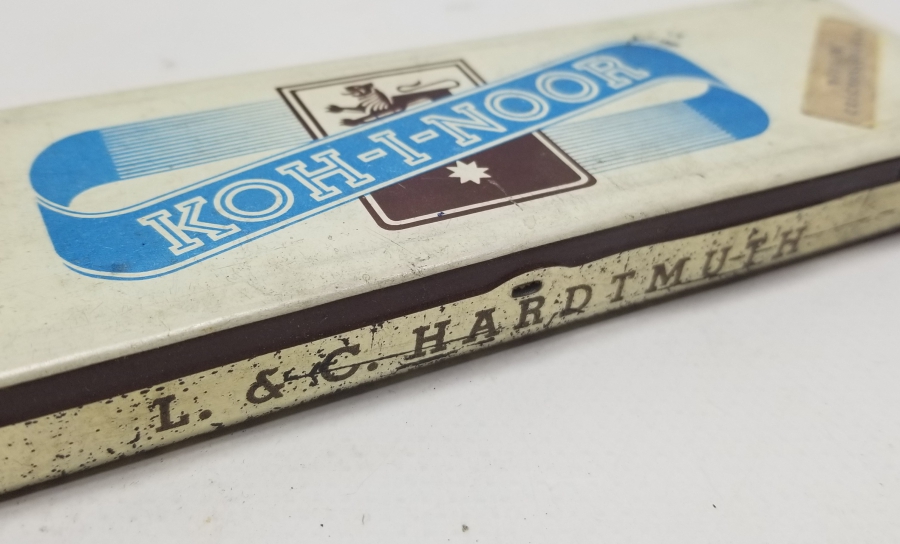 KOH-I-NOOR
L. & C. HARDTMUTH